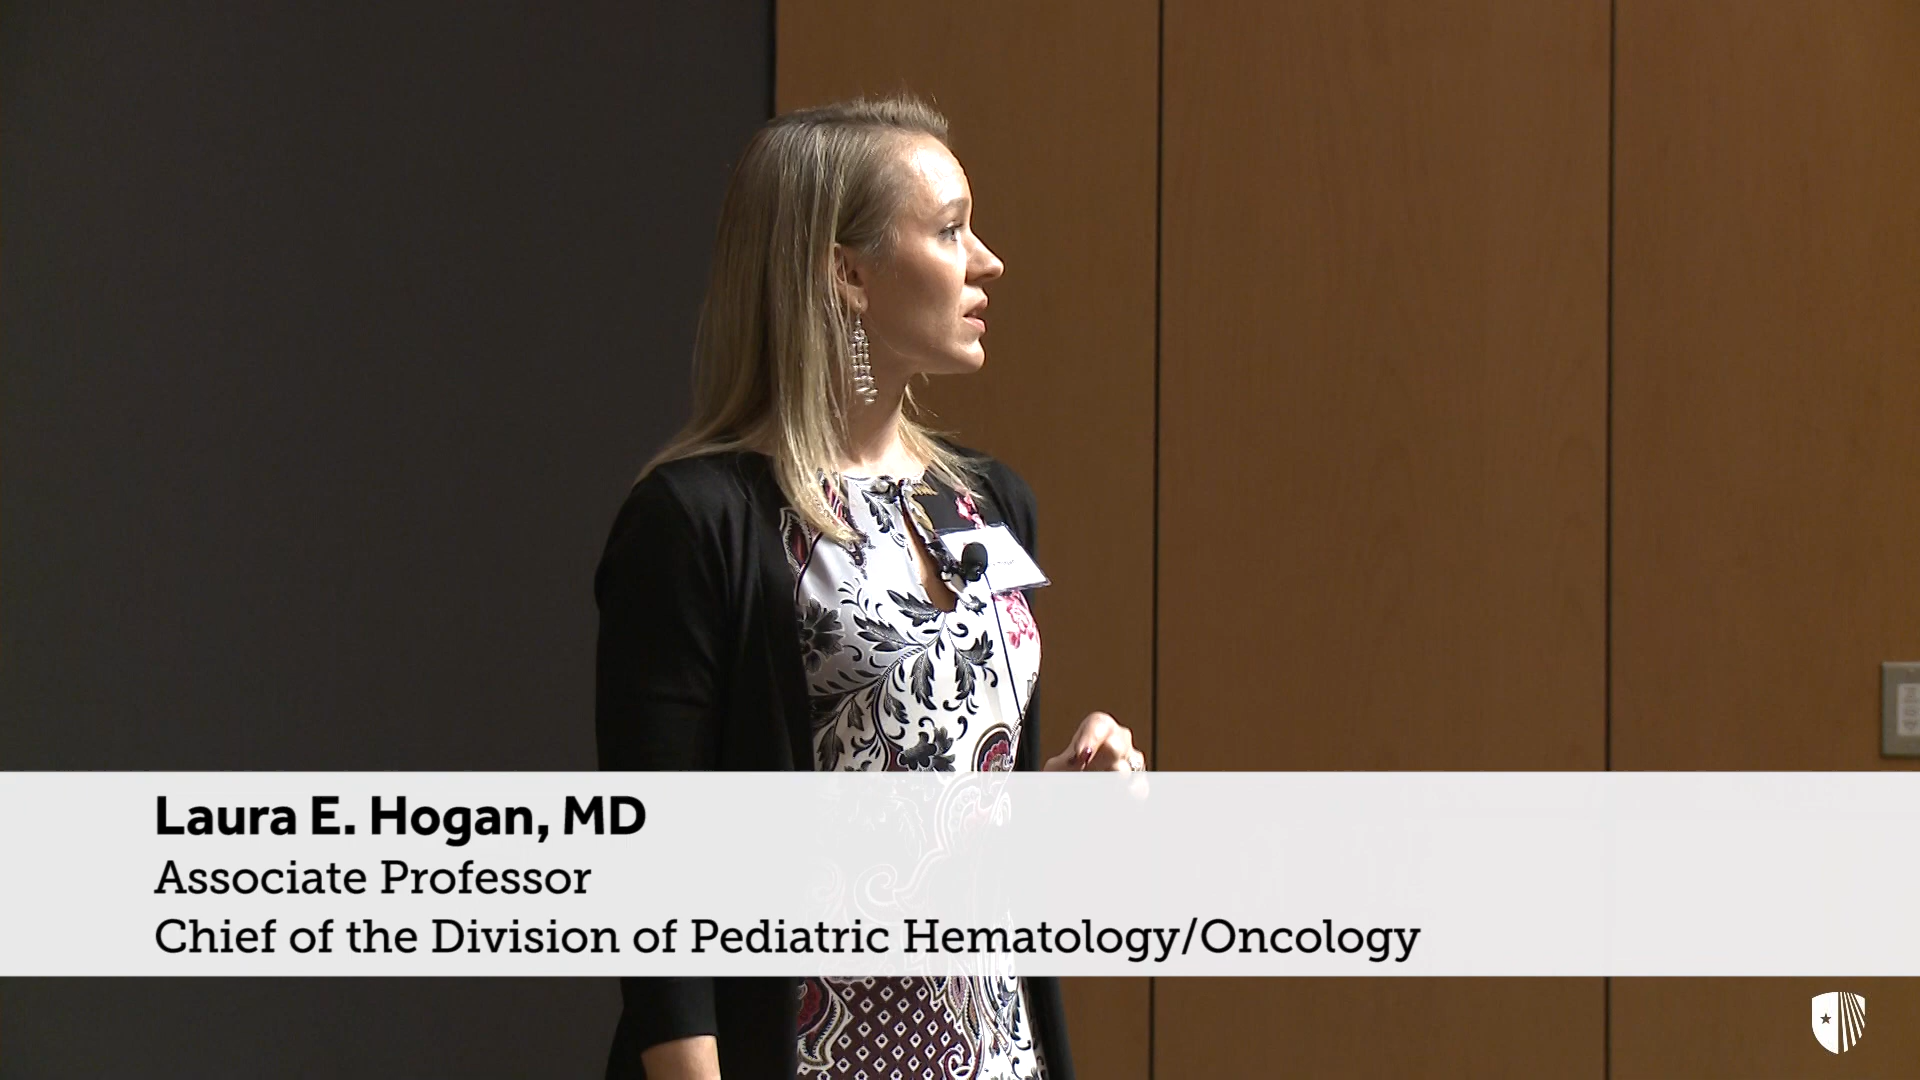 Laura E. Hogan, MD
Associate Professor
Chief of the Division of Pediatric Hematology/Oncology